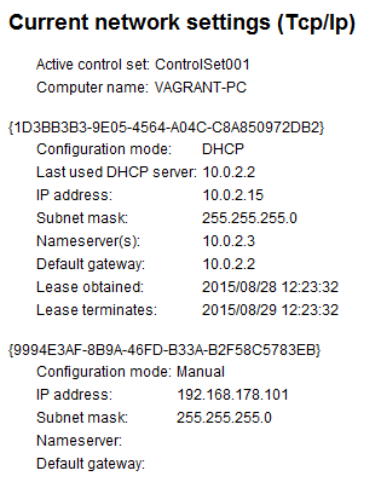 Current network settings (Tcp/Ip)
Active control set: ControlSet001
Computer name: VAGRANT-PC
{1D3BB3B3-9E05-4564-A04C-C8A850972DB2}
Configuration mode: DHCP
Last used DHCP server: 10.0.2.2
IP address: 10.0.2.15
Subnet mask: 255.255.255.0
Nameserver(s): 10.0.2.3
Default gateway: 10.0.2.2
Lease obtained: 2015/08/28 12:23:32
Lease terminates: 2015/08/29 12:23:32
{9994E3AF-8B9A-46FD-B33A-B2F58C5783EB}
Configuration mode: Manual
IP address: 192.168.178.101
Subnet mask: 255.255.255.0
Nameserver:
Default gateway: